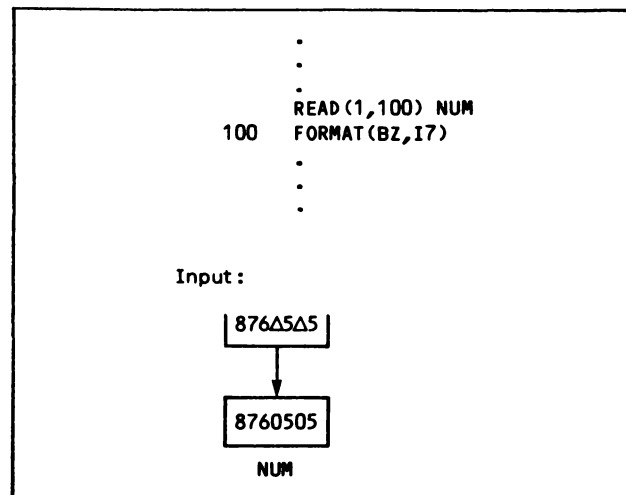 .
.
.
READ(1,100) NUM
100 FORMAT(BZ,I7)
.
.
.
Input:
876Δ5Δ5
8760505
NUM